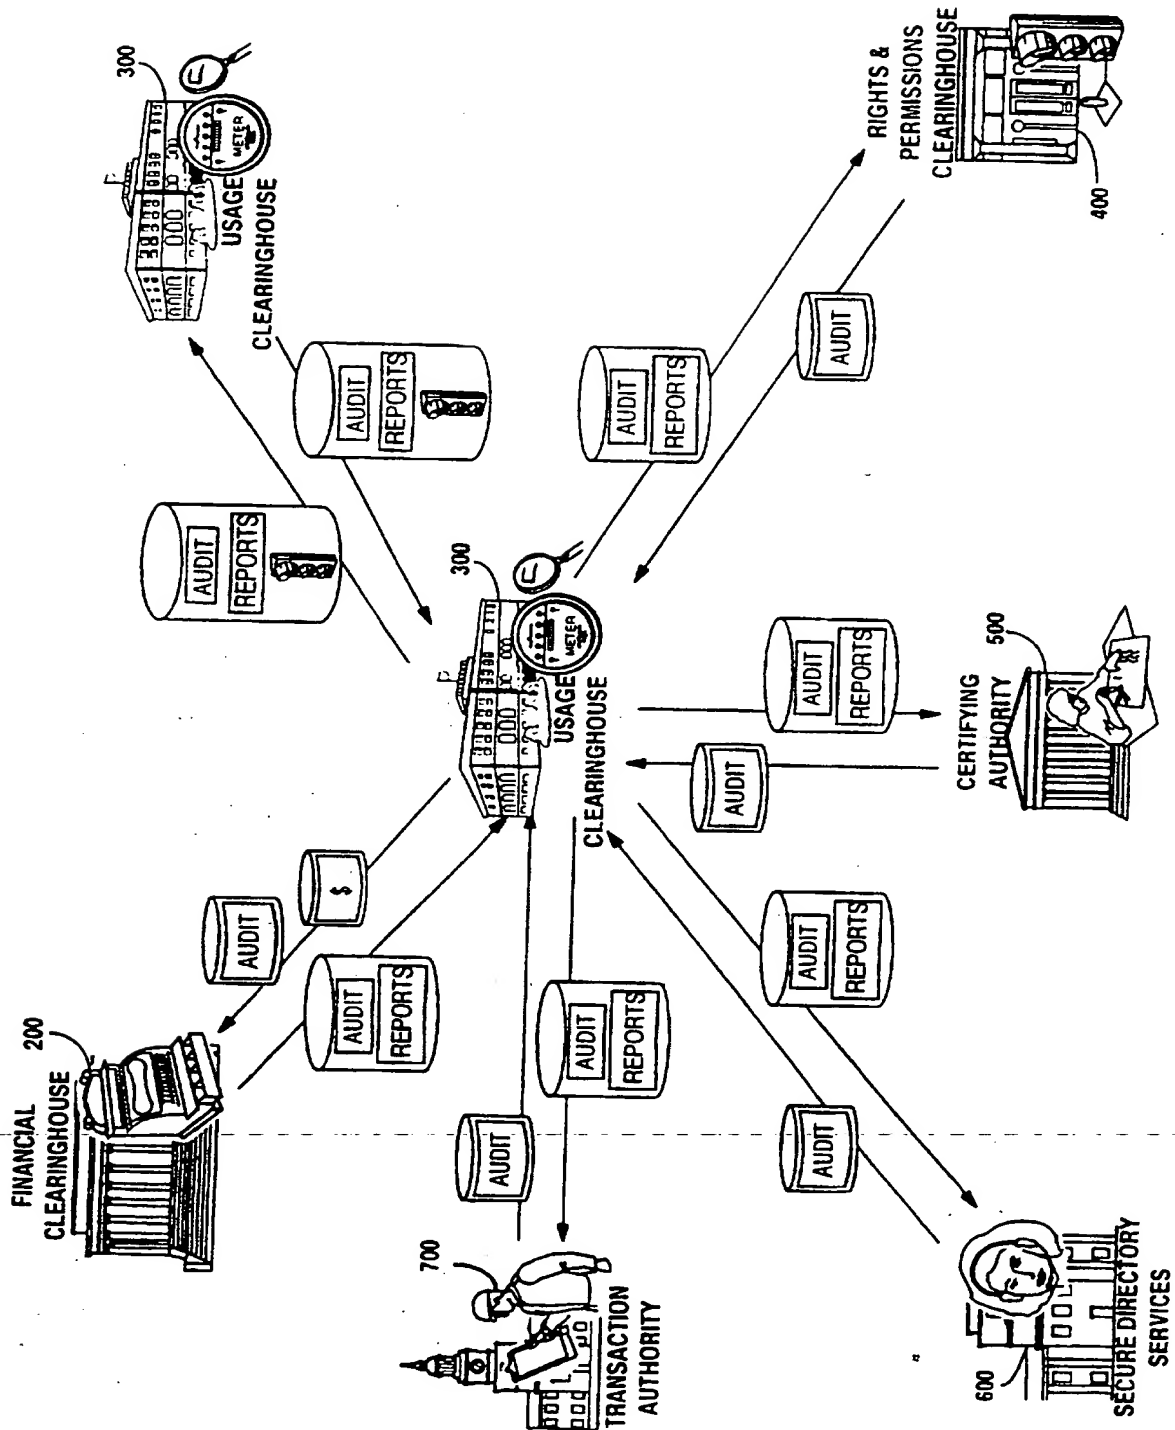 FINANCIAL
CLEARINGHOUSE
200
300
METER
USAGE
CLEARINGHOUSE
AUDIT
REPORTS
AUDIT
$
AUDIT
REPORTS
AUDIT
REPORTS
300
METER
USAGE
CLEARINGHOUSE
700
TRANSACTION
AUTHORITY
AUDIT
AUDIT
REPORTS
AUDIT
REPORTS
AUDIT
AUDIT
AUDIT
REPORTS
AUDIT
AUDIT
REPORTS
RIGHTS &
PERMISSIONS
CLEARINGHOUSE
400
CERTIFYING
AUTHORITY
500
600
SECURE DIRECTORY
SERVICES